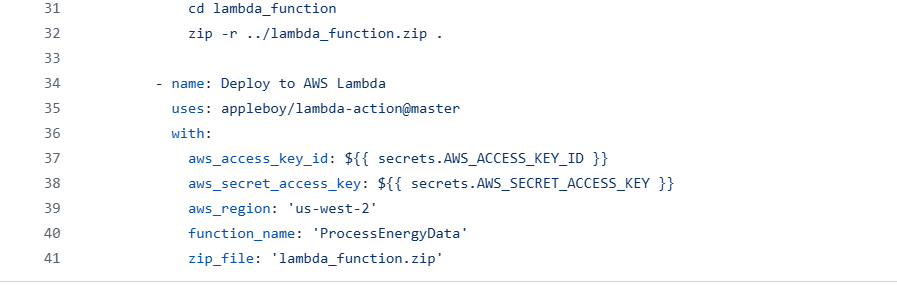 31 cd lambda_function
32 zip -r ../lambda_function.zip .
33
34 - name: Deploy to AWS Lambda
35 uses: appleboy/lambda-action@master
36 with:
37 aws_access_key_id: ${{ secrets.AWS_ACCESS_KEY_ID }}
38 aws_secret_access_key: ${{ secrets.AWS_SECRET_ACCESS_KEY }}
39 aws_region: 'us-west-2'
40 function_name: 'ProcessEnergyData'
41 zip_file: 'lambda_function.zip'